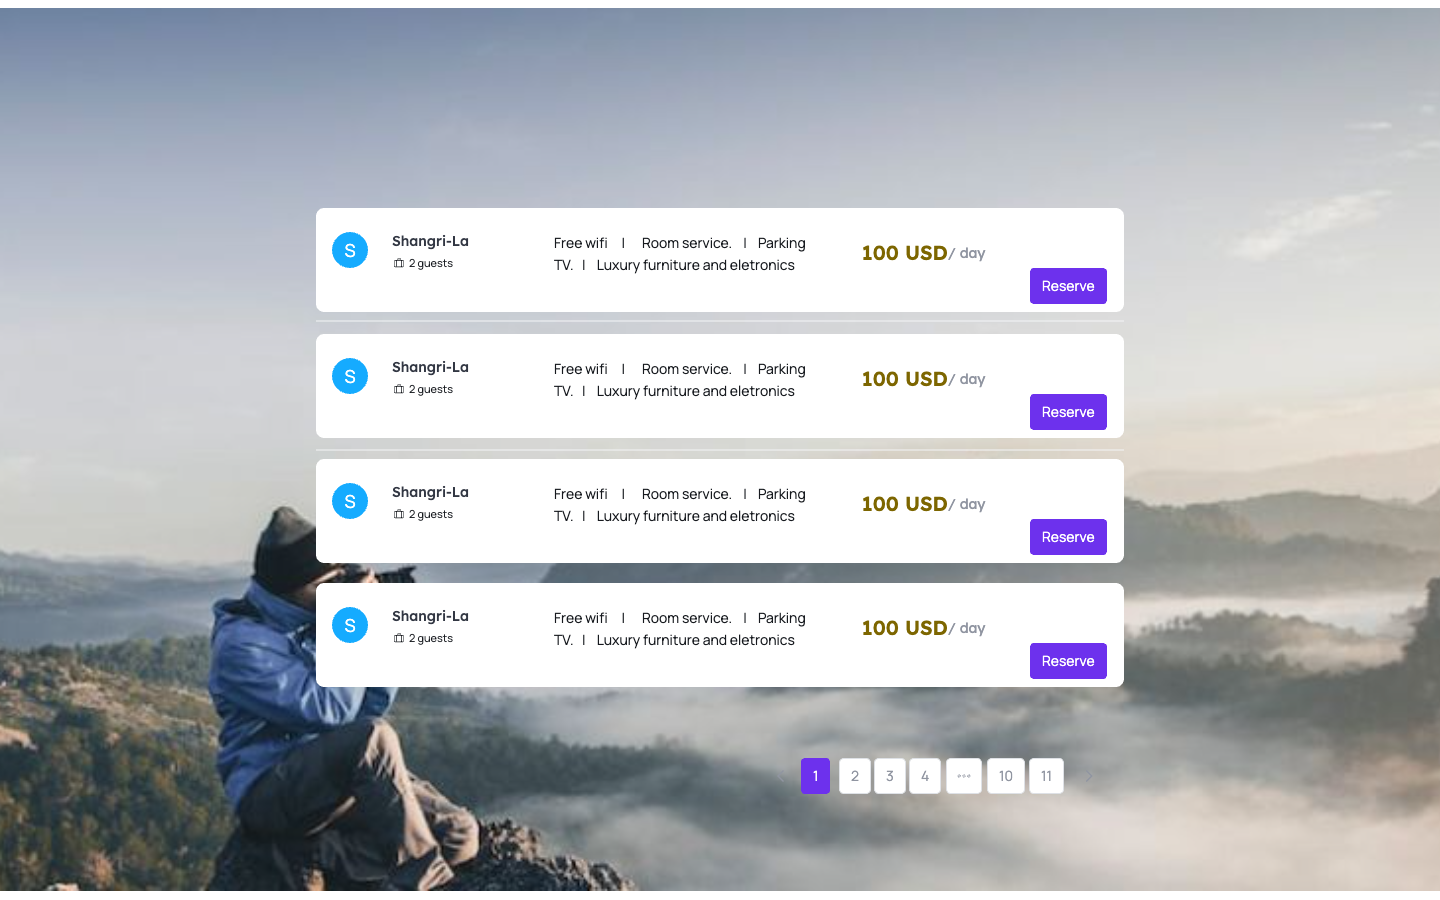 S Shangri-La Free wifi | Room service. | Parking 100 USD/ day
2 guests TV. | Luxury furniture and eletronics
Reserve
S Shangri-La Free wifi | Room service. | Parking 100 USD/ day
2 guests TV. | Luxury furniture and eletronics
Reserve
S Shangri-La Free wifi | Room service. | Parking 100 USD/ day
2 guests TV. | Luxury furniture and eletronics
Reserve
S Shangri-La Free wifi | Room service. | Parking 100 USD/ day
2 guests TV. | Luxury furniture and eletronics
Reserve
1 2 3 4 ••• 10 11